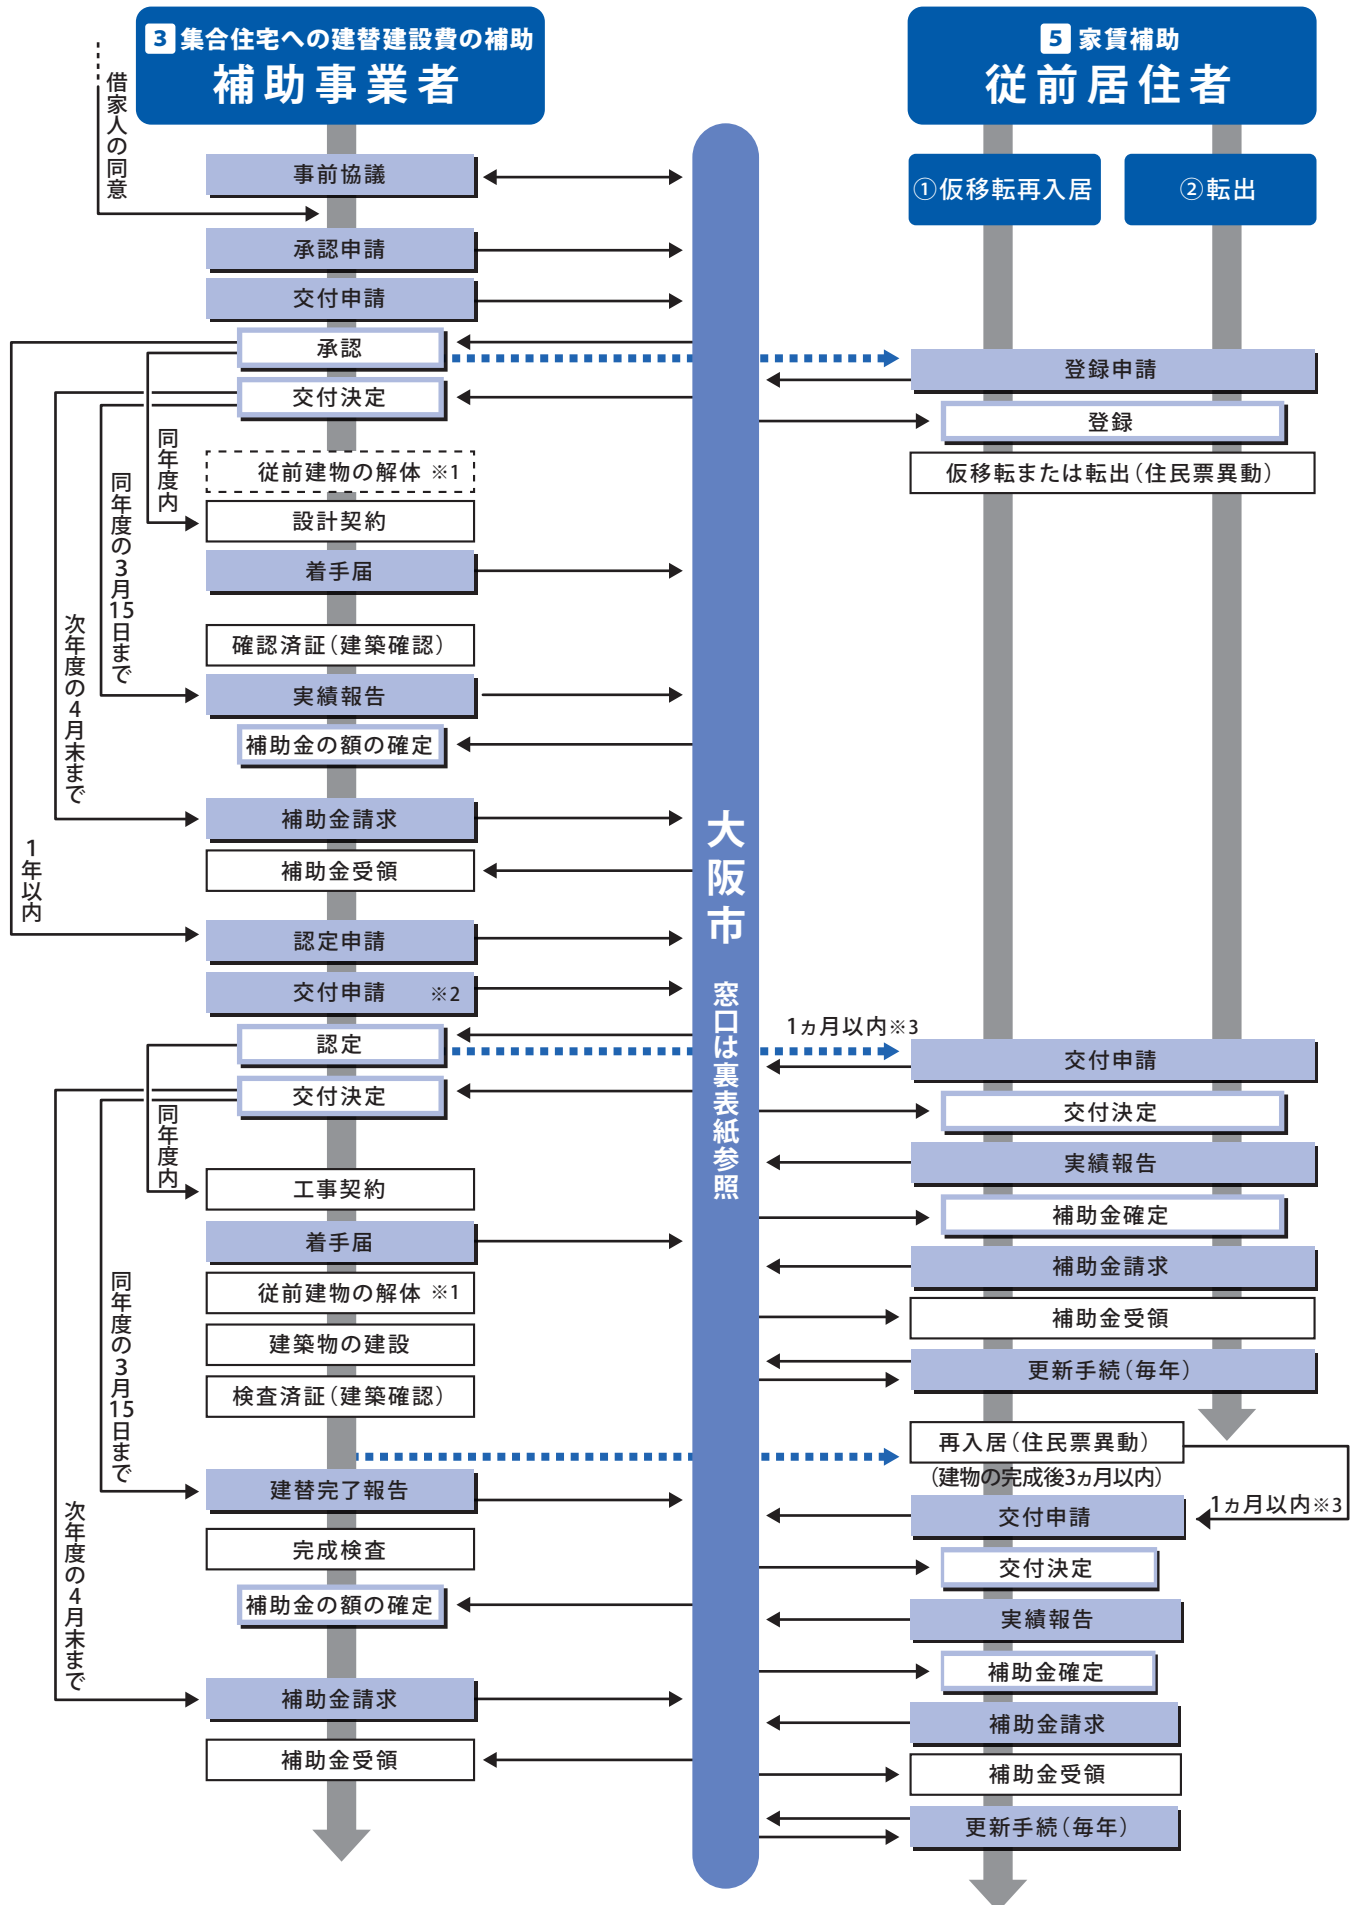 3 集合住宅への建替建設費の補助
補助事業者
借家人の同意
事前協議
承認申請
交付申請
承認
交付決定
同年度内
従前建物の解体 ※1
設計契約
着手届
同年度の3月15日まで
確認済証（建築確認）
実績報告
補助金の額の確定
次年度の4月末まで
補助金請求
補助金受領
1年以内
認定申請
交付申請 ※2
認定
交付決定
同年度内
工事契約
着手届
従前建物の解体 ※1
建築物の建設
検査済証（建築確認）
同年度の3月15日まで
建替完了報告
完成検査
補助金の額の確定
次年度の4月末まで
補助金請求
補助金受領
大阪市
窓口は裏表紙参照
5 家賃補助
従前居住者
①仮移転再入居
②転出
登録申請
登録
仮移転または転出（住民票異動）
1ヵ月以内※3
交付申請
交付決定
実績報告
補助金確定
補助金請求
補助金受領
更新手続（毎年）
再入居（住民票異動）
（建物の完成後3ヵ月以内）
1ヵ月以内※3
交付申請
交付決定
実績報告
補助金確定
補助金請求
補助金受領
更新手続（毎年）